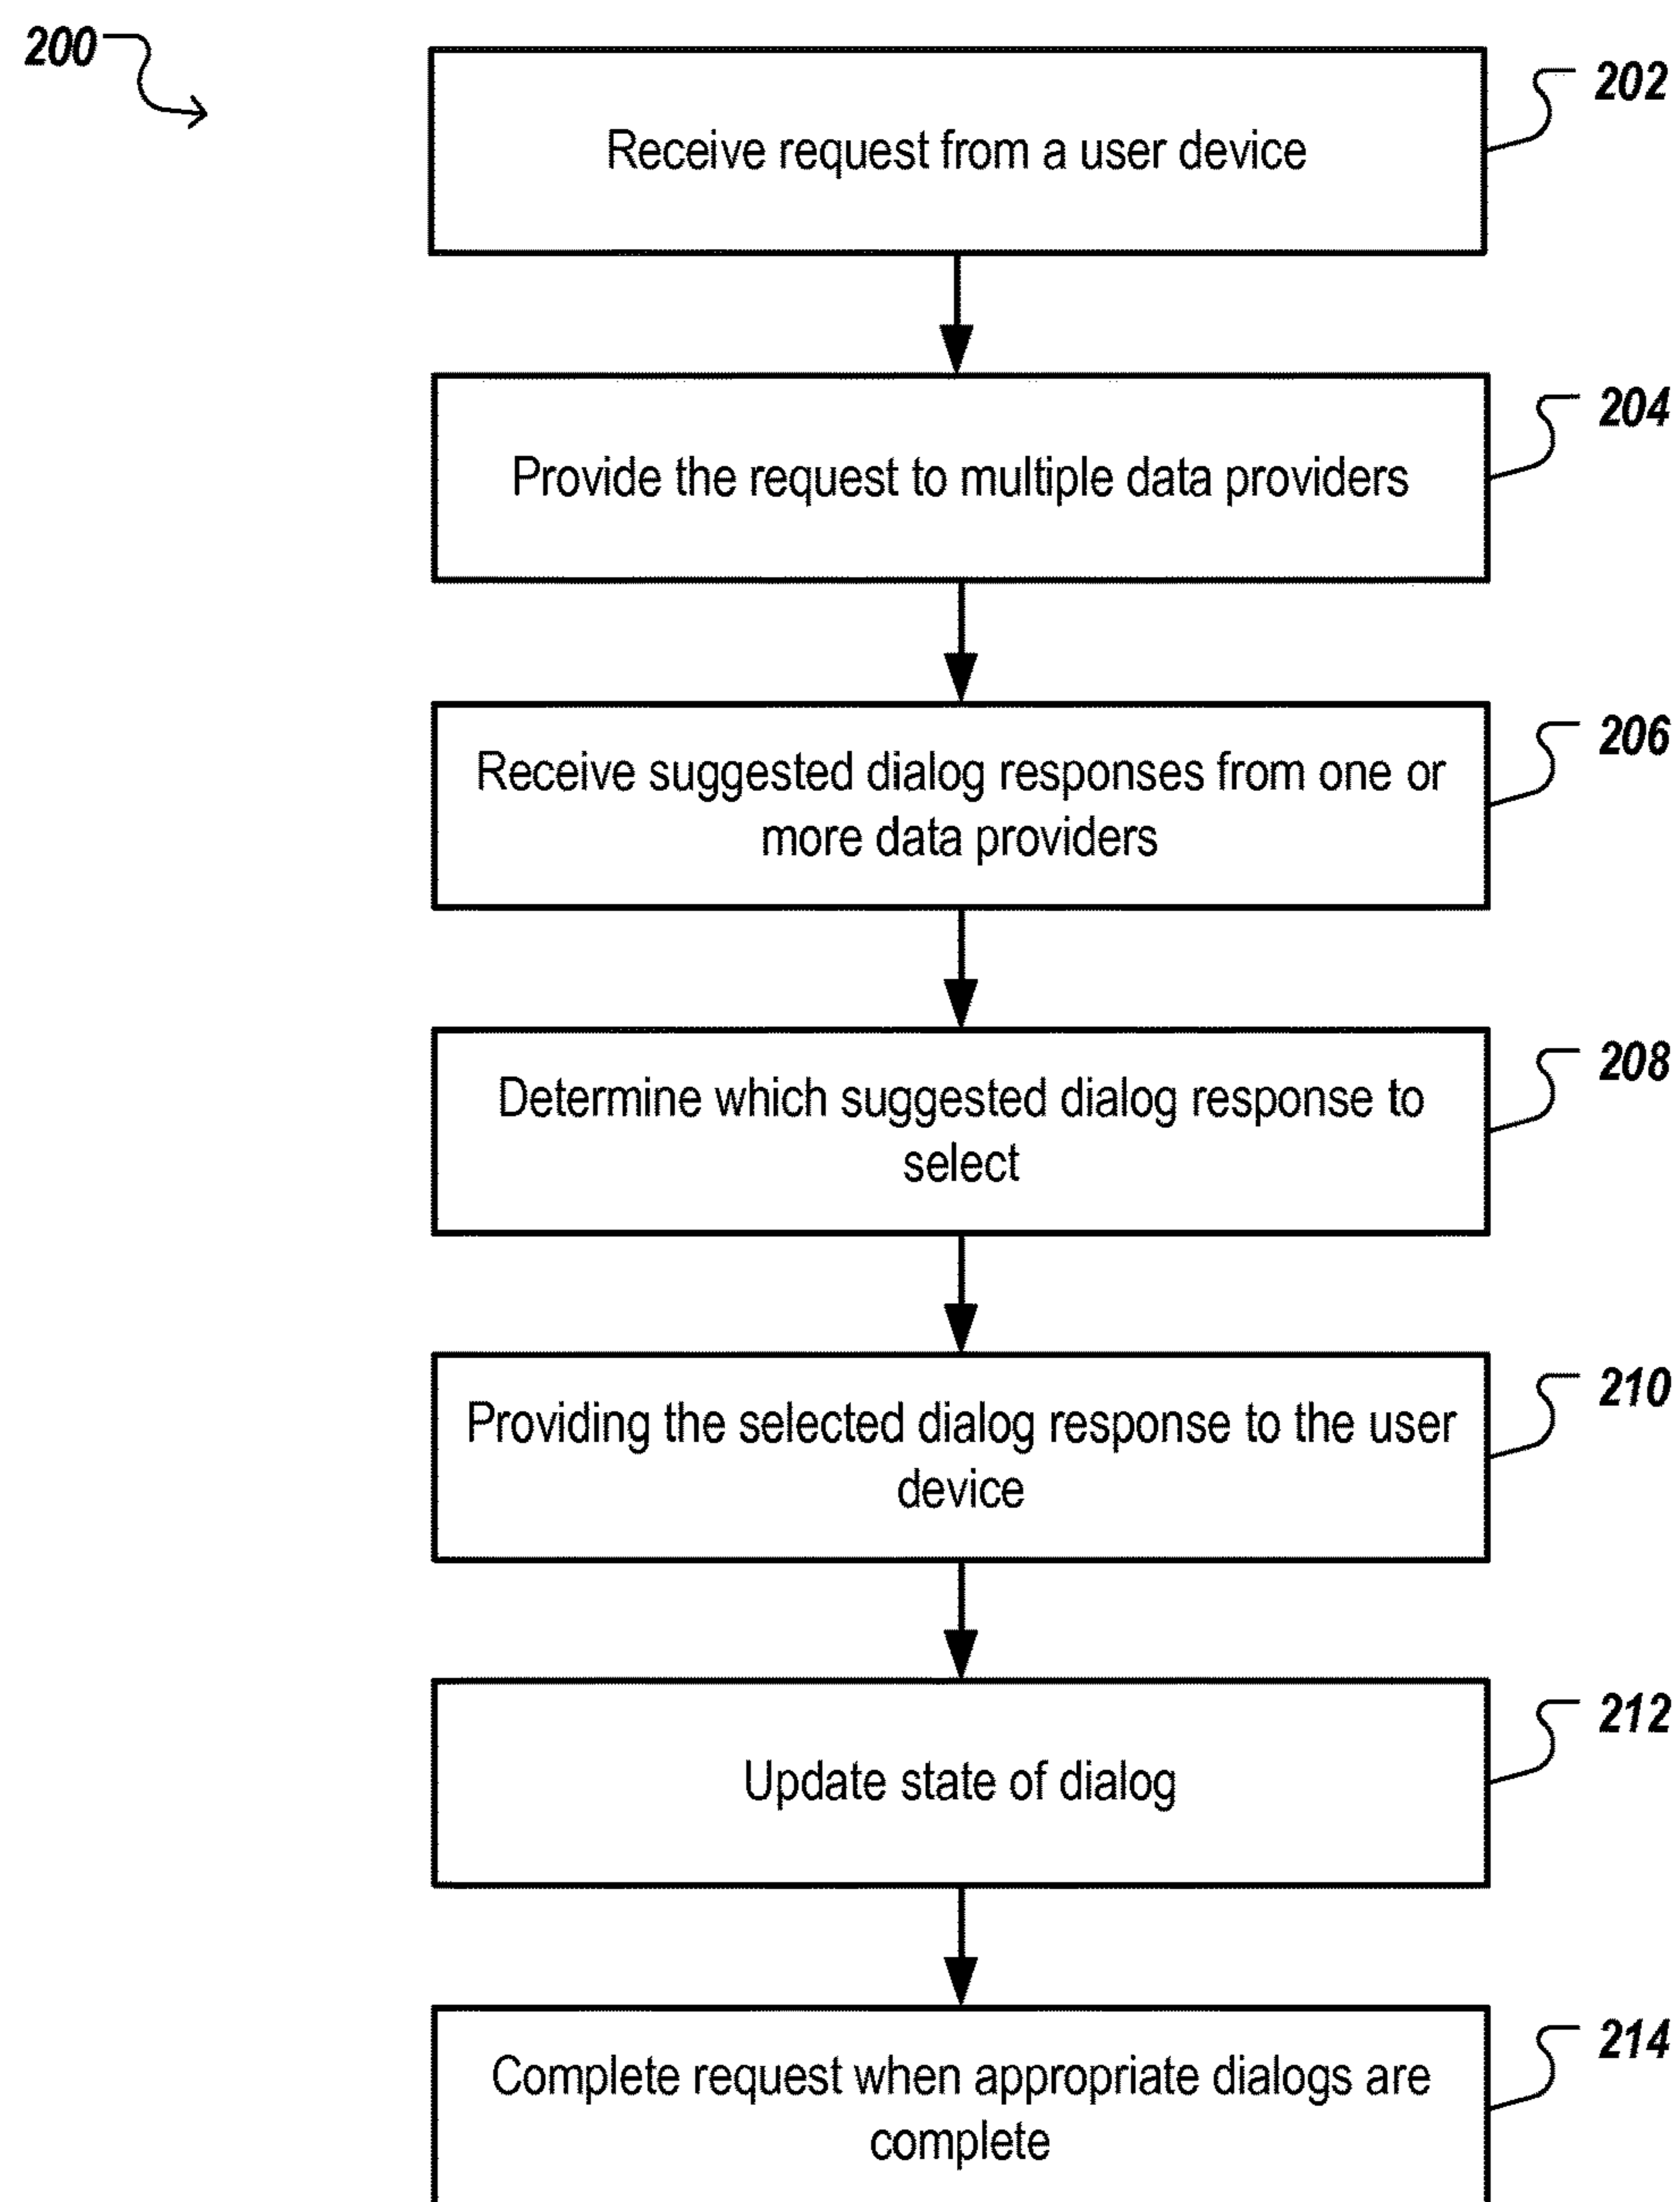 200
202
Receive request from a user device
204
Provide the request to multiple data providers
206
Receive suggested dialog responses from one or
more data providers
208
Determine which suggested dialog response to
select
210
Providing the selected dialog response to the user
device
212
Update state of dialog
214
Complete request when appropriate dialogs are
complete